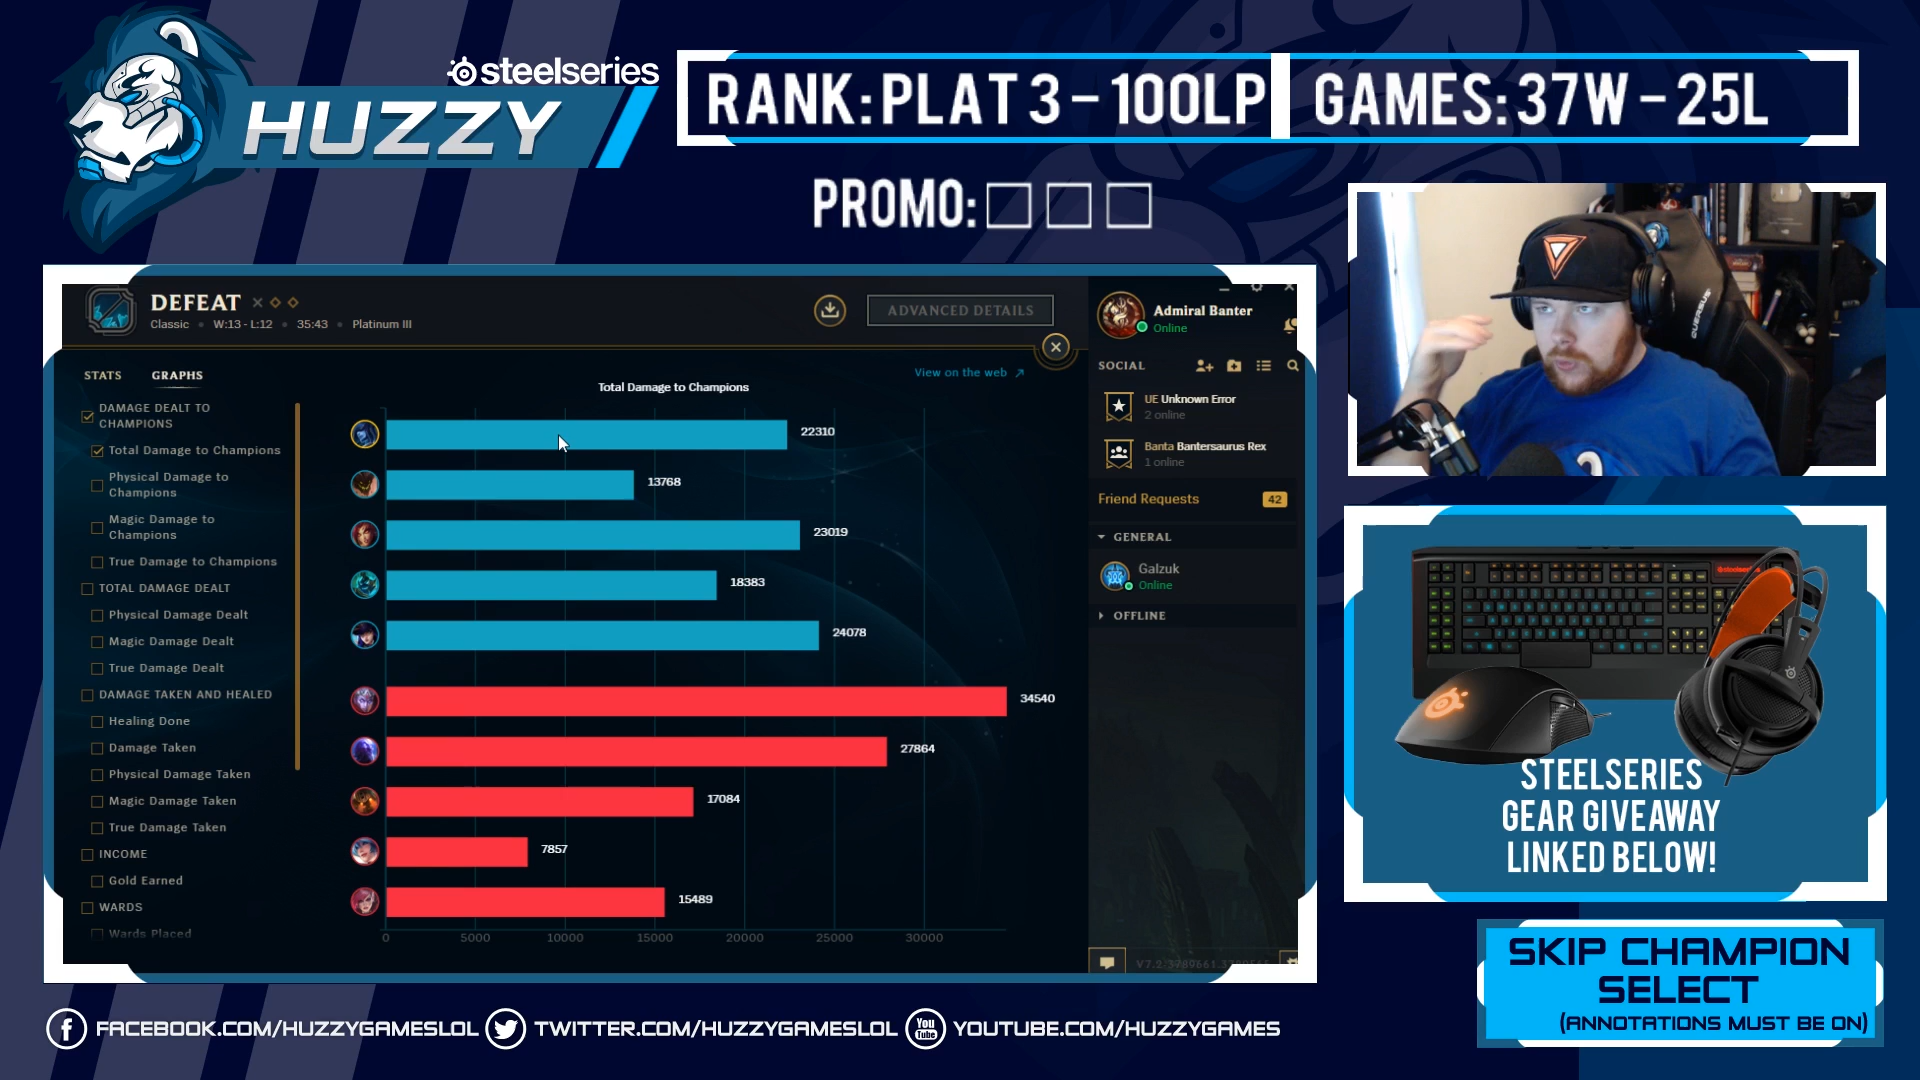 steelseries
HUZZY
RANK: PLAT 3 - 100LP
GAMES: 37W - 25L
PROMO:
DEFEAT
Classic • W:13 - L:12 • 35:43 • Platinum III
ADVANCED DETAILS
STATS GRAPHS
View on the web
DAMAGE DEALT TO
CHAMPIONS
Total Damage to Champions
Physical Damage to
Champions
Magic Damage to
Champions
True Damage to Champions
TOTAL DAMAGE DEALT
Physical Damage Dealt
Magic Damage Dealt
True Damage Dealt
DAMAGE TAKEN AND HEALED
Healing Done
Damage Taken
Physical Damage Taken
Magic Damage Taken
True Damage Taken
INCOME
Gold Earned
WARDS
Wards Placed
Total Damage to Champions
22310
13768
23019
18383
24078
34540
27864
17084
7857
15489
0 5000 10000 15000 20000 25000 30000
Admiral Banter
Online
SOCIAL
UE Unknown Error
2 online
Banta Bantersaurus Rex
1 online
Friend Requests 42
GENERAL
Galzuk
Online
OFFLINE
STEELSERIES
GEAR GIVEAWAY
LINKED BELOW!
SKIP CHAMPION
SELECT
(ANNOTATIONS MUST BE ON)
FACEBOOK.COM/HUZZYGAMESLOL
TWITTER.COM/HUZZYGAMESLOL
You
Tube
YOUTUBE.COM/HUZZYGAMES